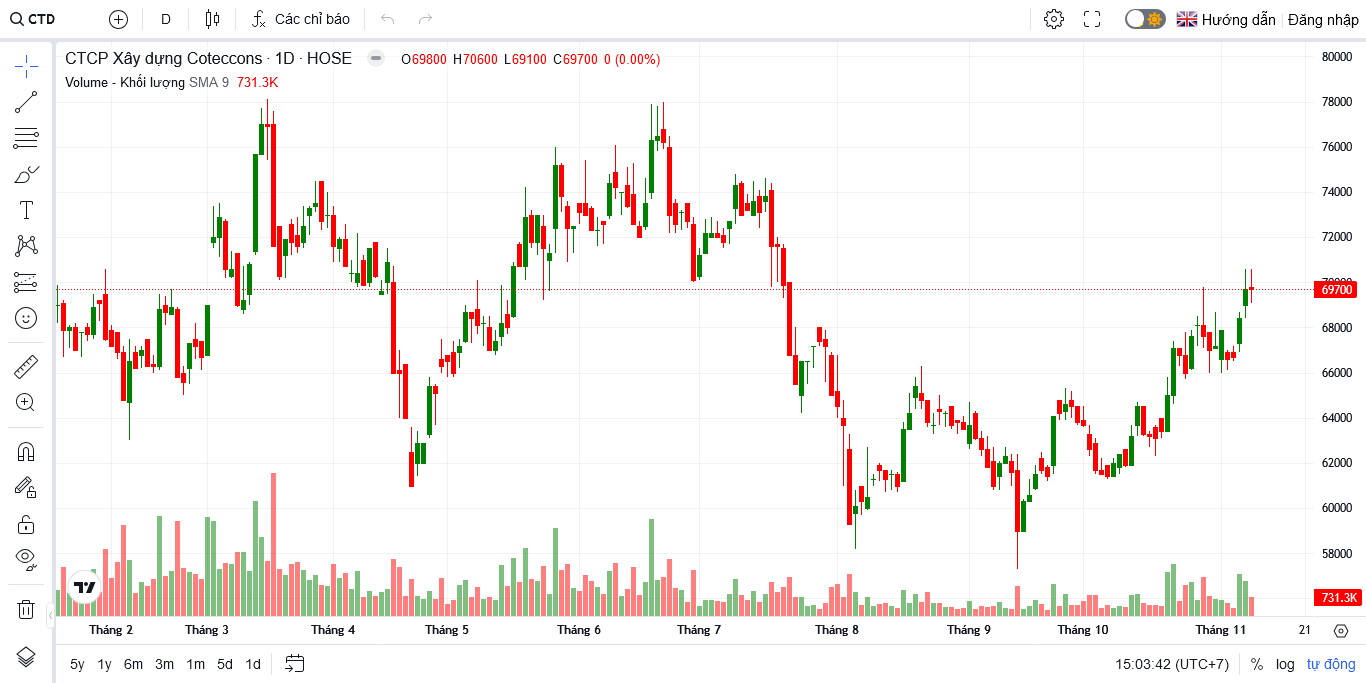 CTD D Các chỉ báo Hướng dẫn Đăng nhập
CTCP Xây dựng Coteccons · 1D · HOSE O69800 H70600 L69100 C69700 0 (0.00%)
Volume - Khối lượng SMA 9 731.3K
80000
78000
76000
74000
72000
70000
69700
68000
66000
64000
62000
60000
58000
731.3K
Tháng 2 Tháng 3 Tháng 4 Tháng 5 Tháng 6 Tháng 7 Tháng 8 Tháng 9 Tháng 10 Tháng 11 21
5y 1y 6m 3m 1m 5d 1d 15:03:42 (UTC+7) % log tự động